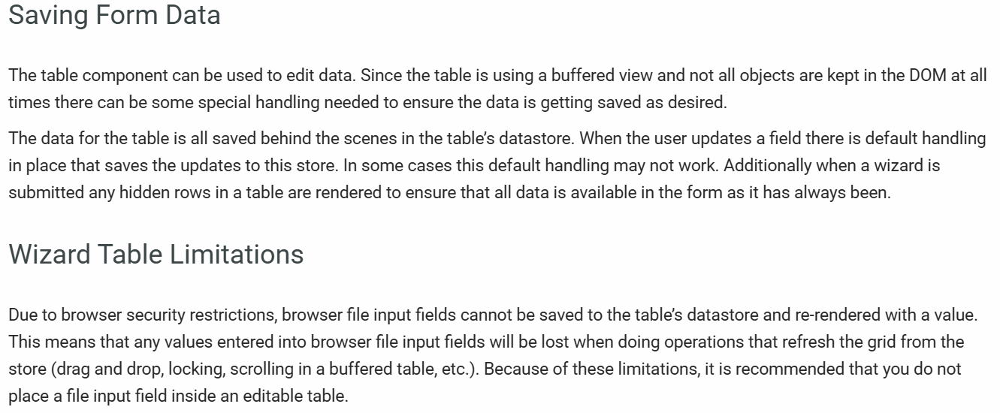 Saving Form Data
The table component can be used to edit data. Since the table is using a buffered view and not all objects are kept in the DOM at all
times there can be some special handling needed to ensure the data is getting saved as desired.
The data for the table is all saved behind the scenes in the table’s datastore. When the user updates a field there is default handling
in place that saves the updates to this store. In some cases this default handling may not work. Additionally when a wizard is
submitted any hidden rows in a table are rendered to ensure that all data is available in the form as it has always been.
Wizard Table Limitations
Due to browser security restrictions, browser file input fields cannot be saved to the table’s datastore and re-rendered with a value.
This means that any values entered into browser file input fields will be lost when doing operations that refresh the grid from the
store (drag and drop, locking, scrolling in a buffered table, etc.). Because of these limitations, it is recommended that you do not
place a file input field inside an editable table.